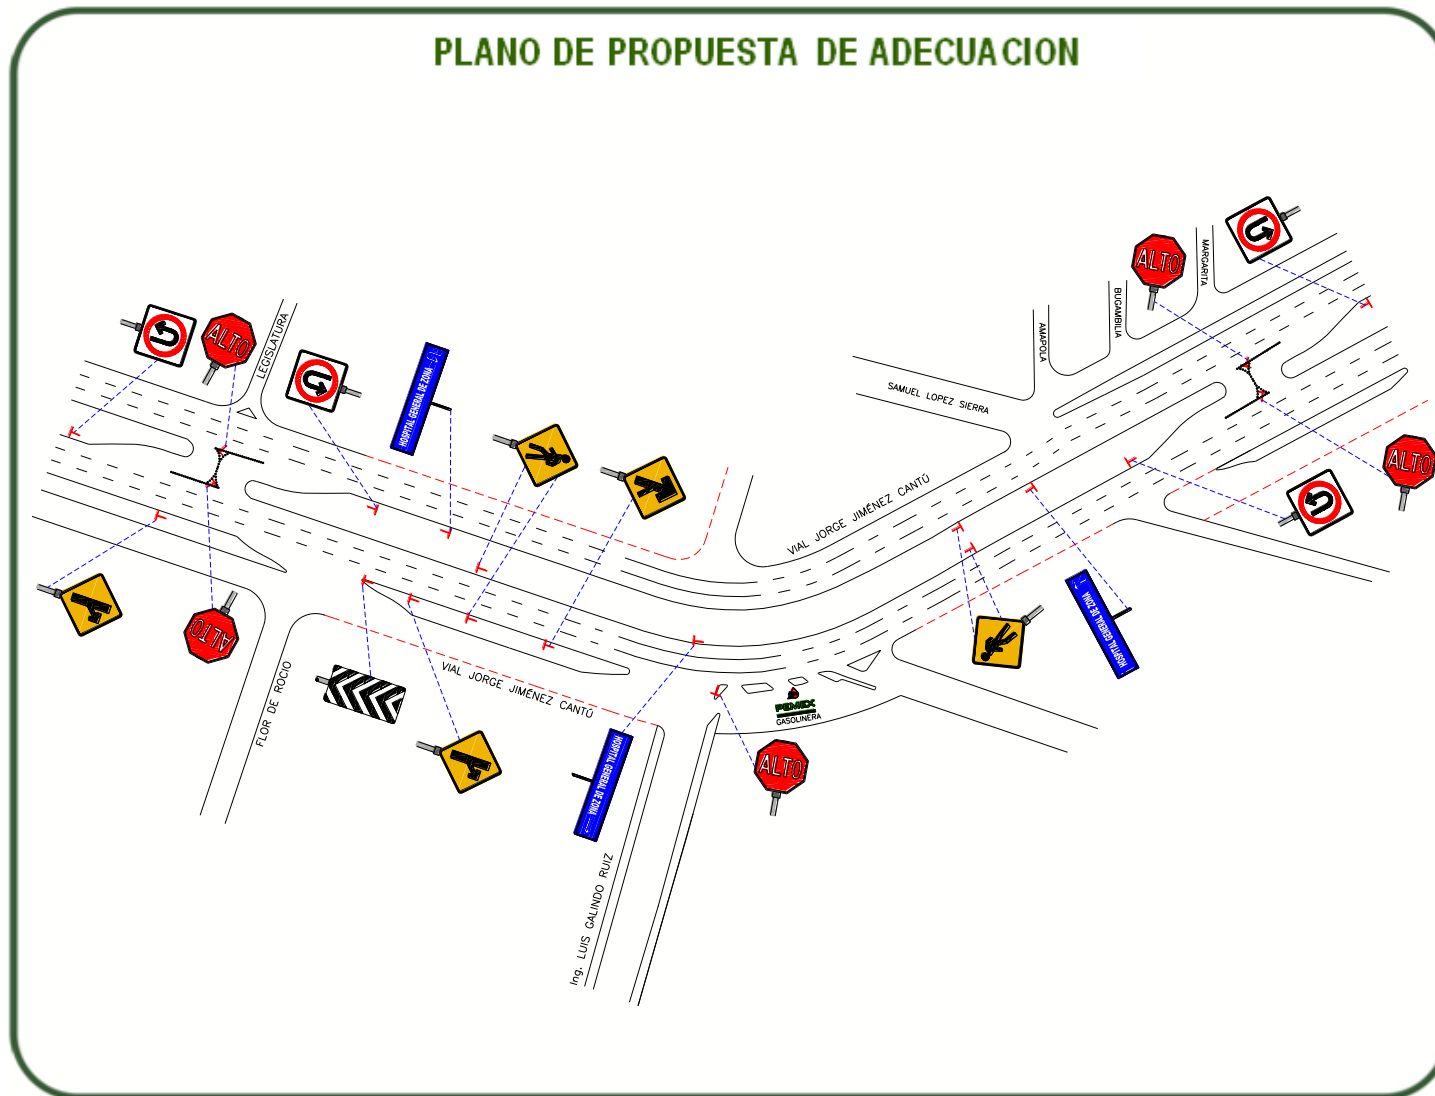 PLANO DE PROPUESTA DE ADECUACION
MARGARITA
ALTO
BUGAMBILIA
LEGISLATURA
ALTO
AMAPOLA
HOSPITAL GENERAL DE ZONA
SAMUEL LOPEZ SIERRA
ALTO
VIAL JORGE JIMÉNEZ CANTÚ
ALTO
HOSPITAL GENERAL DE ZONA
VIAL JORGE JIMÉNEZ CANTÚ
FLOR DE ROCIO
PEMEX
GASOLINERA
HOSPITAL GENERAL DE ZONA
ALTO
Ing. LUIS GALINDO RUIZ